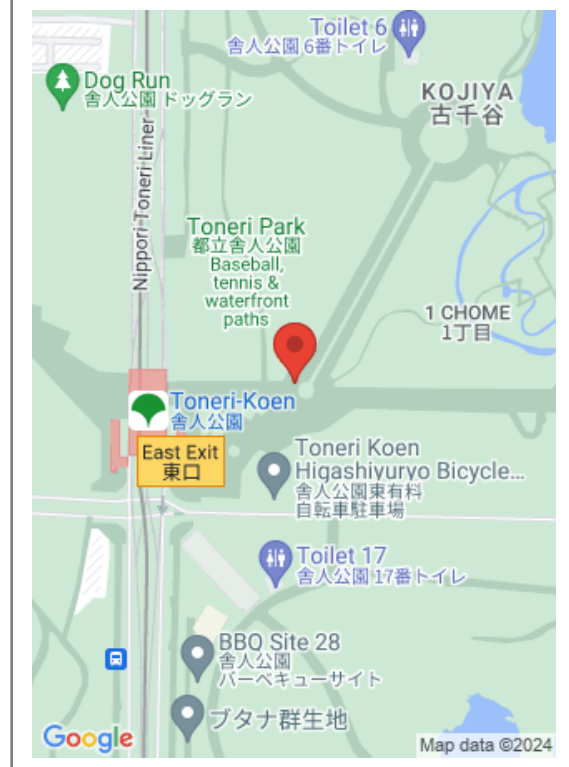 Toilet 6
舎人公園 6番トイレ
Dog Run
舎人公園 ドッグラン
KOJIYA
古千谷
Nippori-Toneri Liner
Toneri Park
都立舎人公園
Baseball,
tennis &
waterfront
paths
1 CHOME
1丁目
Toneri-Koen
舎人公園
East Exit
東口
Toneri Koen
Higashiyuryo Bicycle...
舎人公園東有料
自転車駐車場
Toilet 17
舎人公園 17番トイレ
BBQ Site 28
舎人公園
バーベキューサイト
ブタナ群生地
Google
Map data ©2024